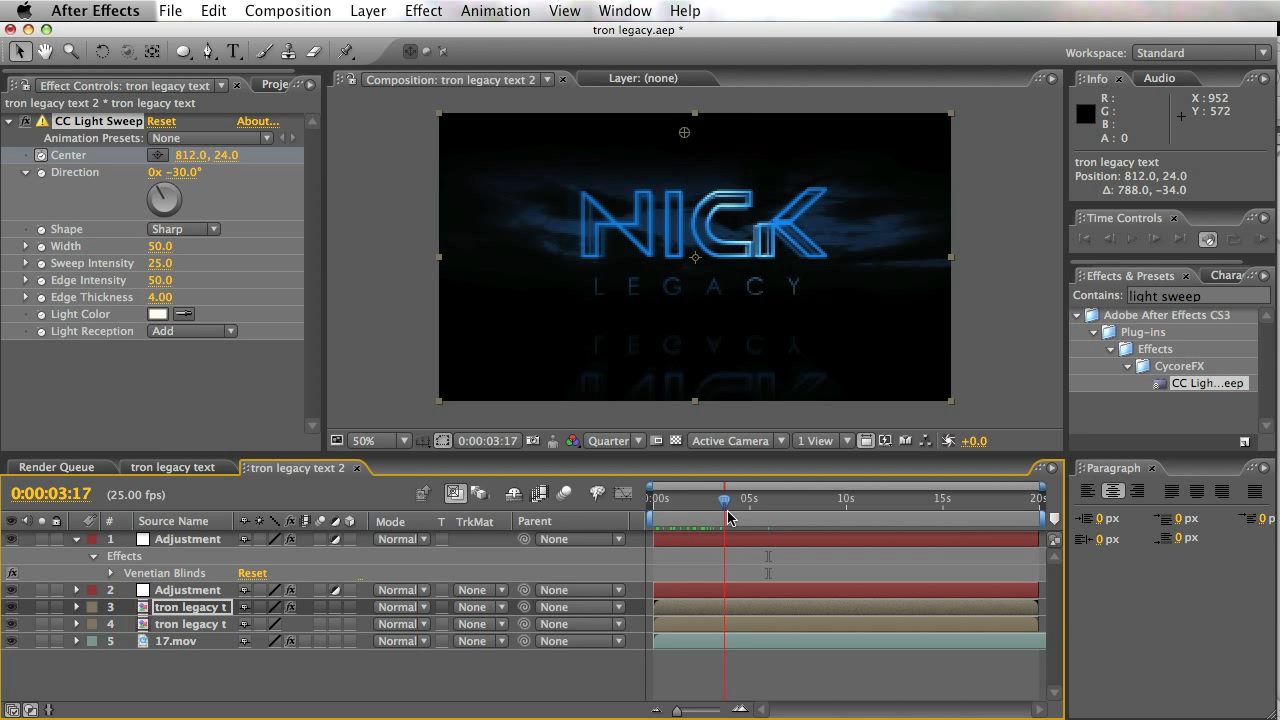 After Effects File Edit Composition Layer Effect Animation View Window Help
tron legacy.aep *
Workspace: Standard
Effect Controls: tron legacy text
Proje
tron legacy text 2 * tron legacy text
CC Light Sweep Reset About...
Animation Presets: None
Center 812.0, 24.0
Direction 0x -30.0°
Shape Sharp
Width 50.0
Sweep Intensity 25.0
Edge Intensity 50.0
Edge Thickness 4.00
Light Color
Light Reception Add
Composition: tron legacy text 2
Layer: (none)
NICK
LEGACY
50% 0:00:03:17 Quarter Active Camera 1 View +0.0
Info Audio
R : X : 952
G : Y : 572
B :
A : 0
tron legacy text
Position: 812.0, 24.0
Δ: 788.0, -34.0
Time Controls
Effects & Presets Chara
Contains: light sweep
Adobe After Effects CS3
Plug-ins
Effects
CycoreFX
CC Ligh...eep
Render Queue tron legacy text tron legacy text 2
0:00:03:17 (25.00 fps)
:00s 05s 10s 15s 20s
# Source Name Mode T TrkMat Parent
1 Adjustment Normal None
Effects
Venetian Blinds Reset ..
2 Adjustment Normal None None
3 tron legacy t Normal None None
4 tron legacy t Normal None None
5 17.mov Normal None None
Paragraph
0 px 0 px 0 p
0 px 0 px